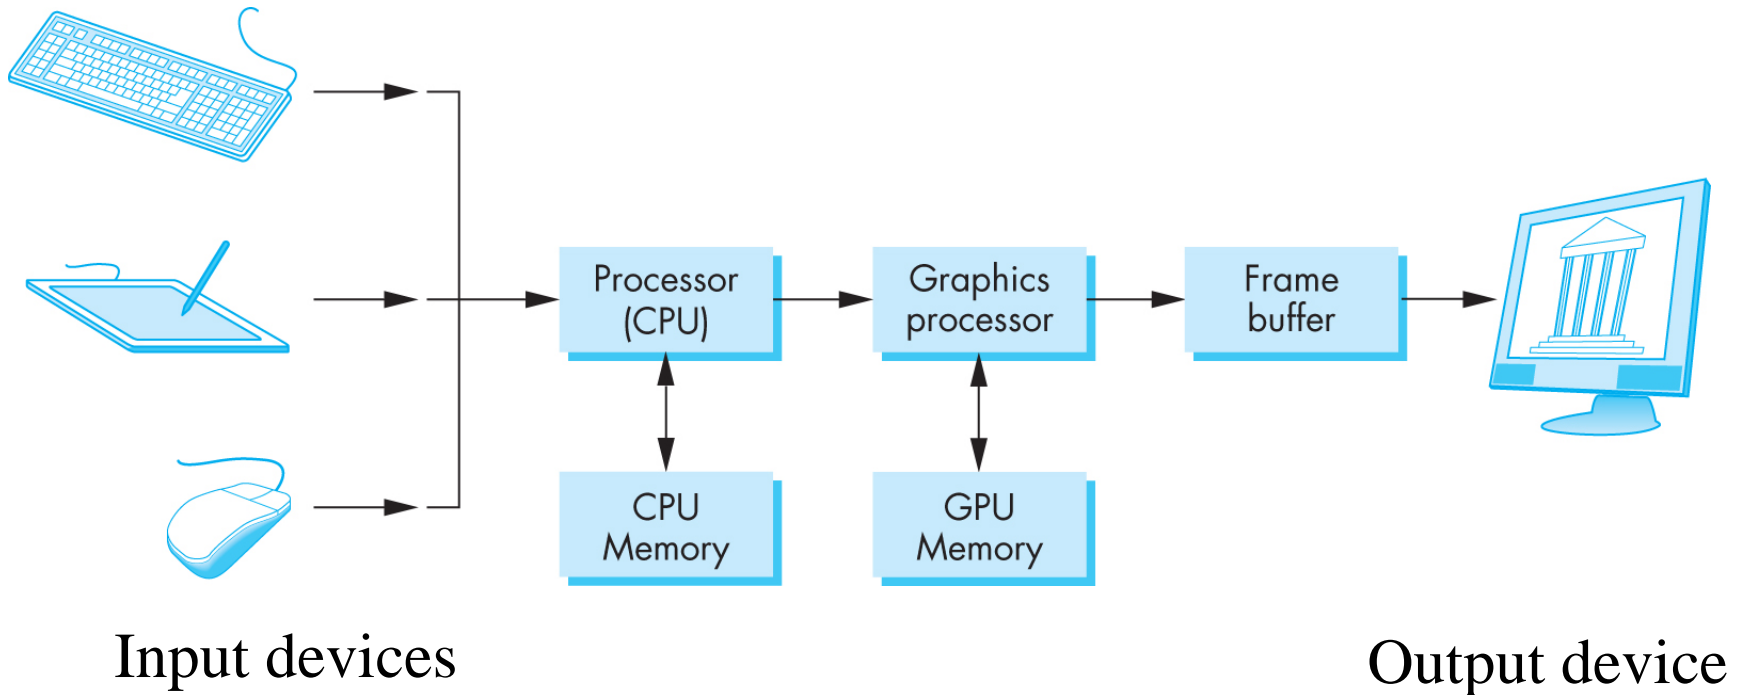 Processor
(CPU)
Graphics
processor
Frame
buffer
CPU
Memory
GPU
Memory
Input devices
Output device